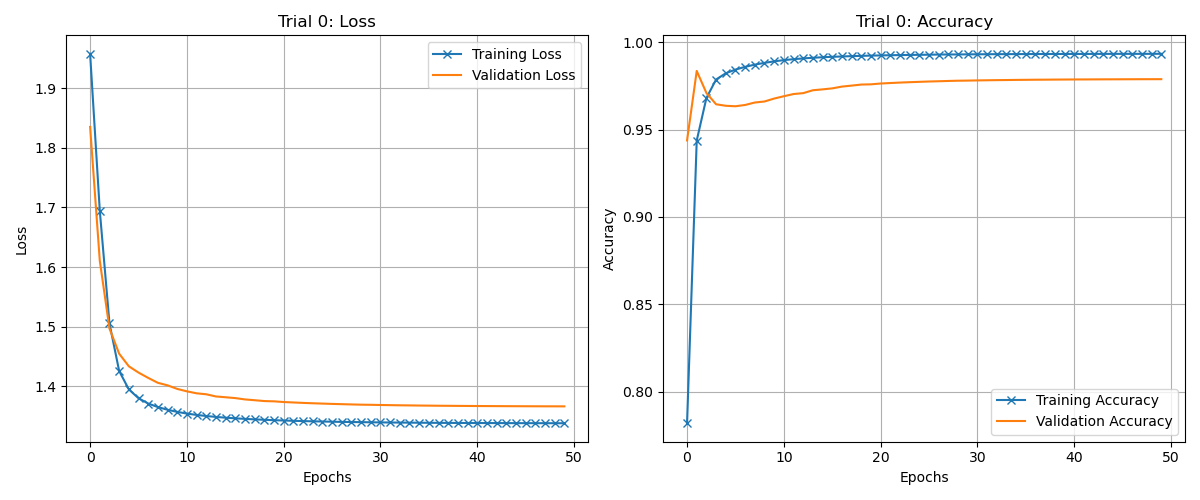 Trial 0: Loss
Training Loss
Validation Loss
Loss
1.9
1.8
1.7
1.6
1.5
1.4
0
10
20
30
40
50
Epochs
Trial 0: Accuracy
Accuracy
1.00
0.95
0.90
0.85
0.80
Training Accuracy
Validation Accuracy
0
10
20
30
40
50
Epochs